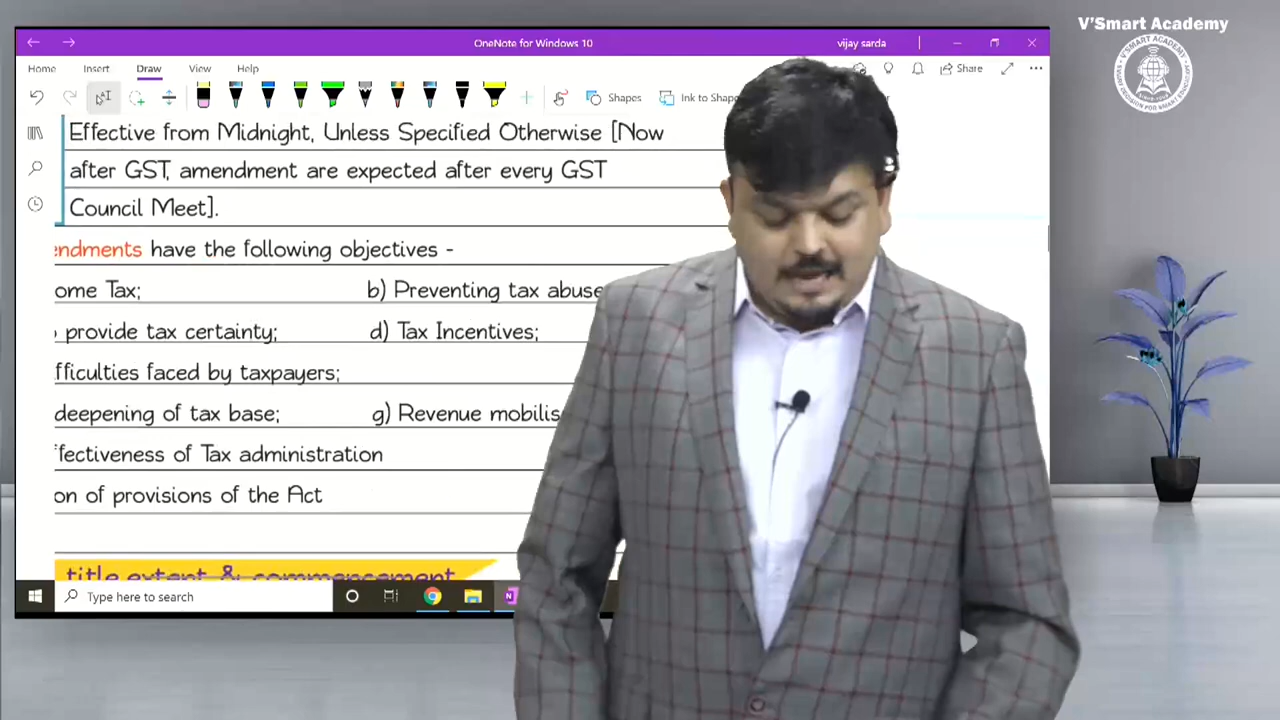 V'Smart Academy
OneNote for Windows 10
vijay sarda
Home Insert Draw View Help
Share
Shapes
Ink to Shape
Effective from Midnight, Unless Specified Otherwise [Now
after GST, amendment are expected after every GST
Council Meet].
endments have the following objectives -
ome Tax; b) Preventing tax abuse
provide tax certainty; d) Tax Incentives;
fficulties faced by taxpayers;
deepening of tax base; g) Revenue mobilis
fectiveness of Tax administration
on of provisions of the Act
title extent & commencement
Type here to search